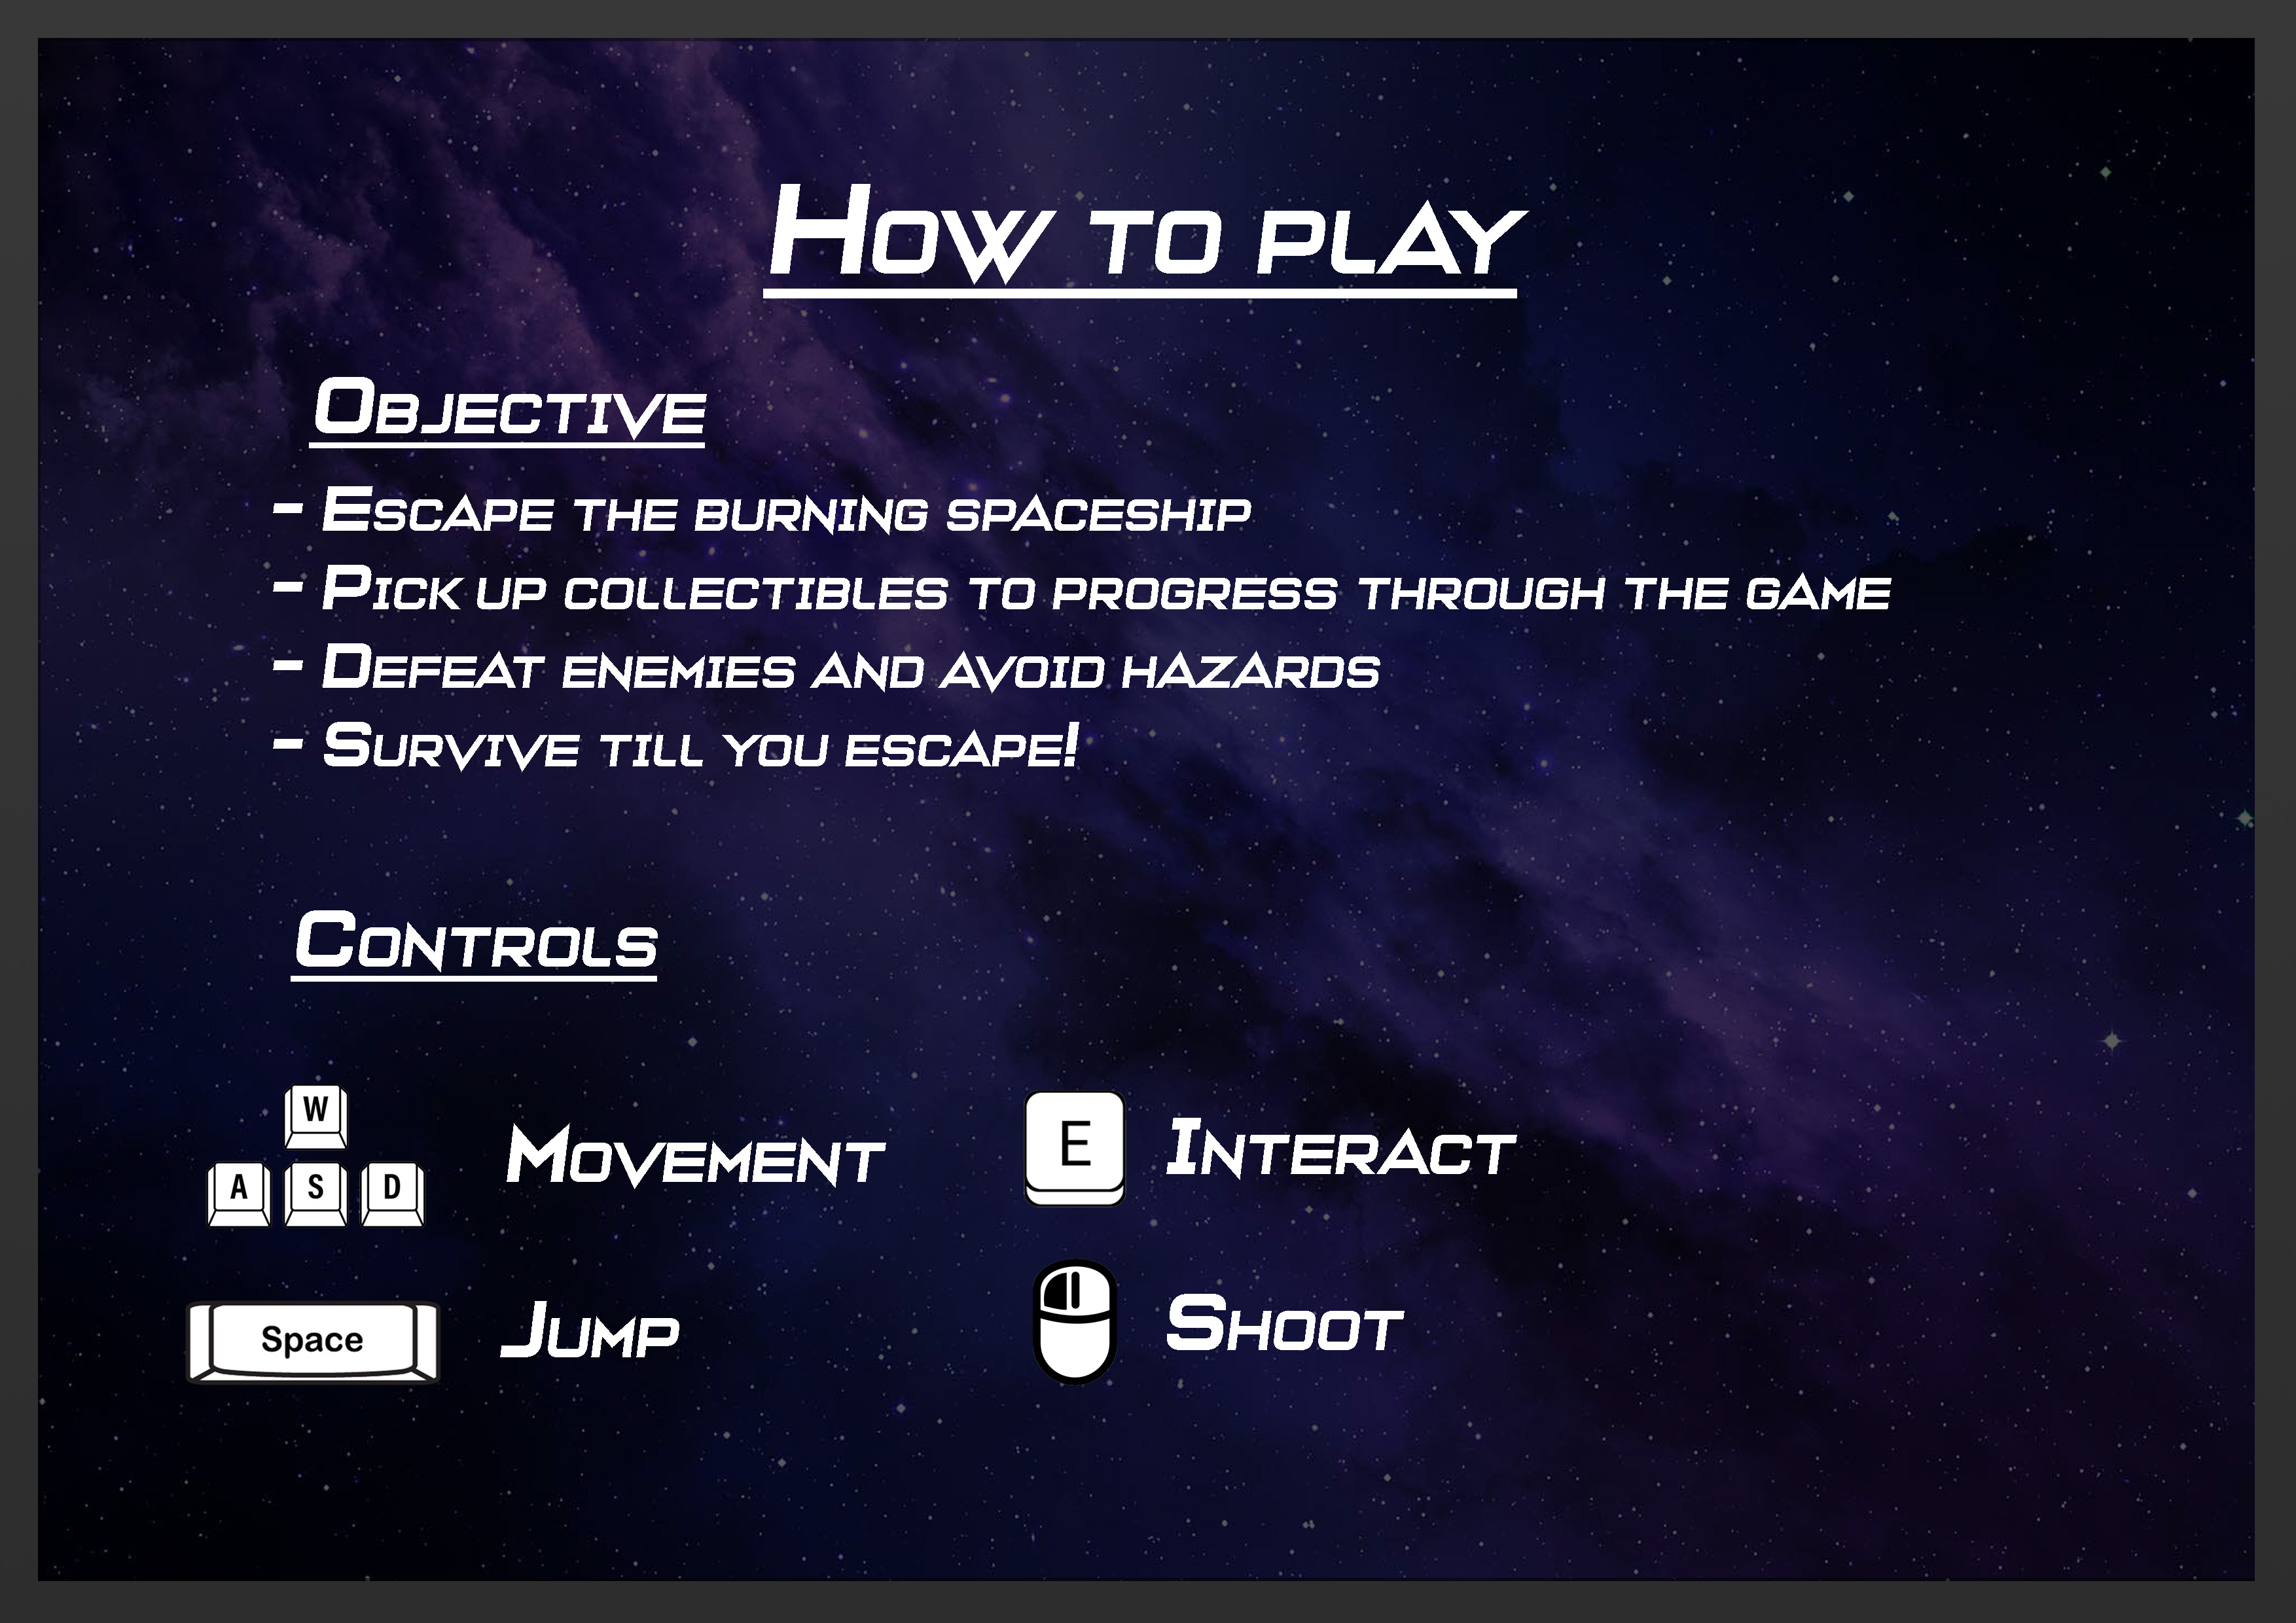 How to play
Objective
- Escape the burning spaceship
- Pick up collectibles to progress through the game
- Defeat enemies and avoid hazards
- Survive till you escape!
Controls
W
A S D
Movement
E
Interact
Space
Jump
Shoot